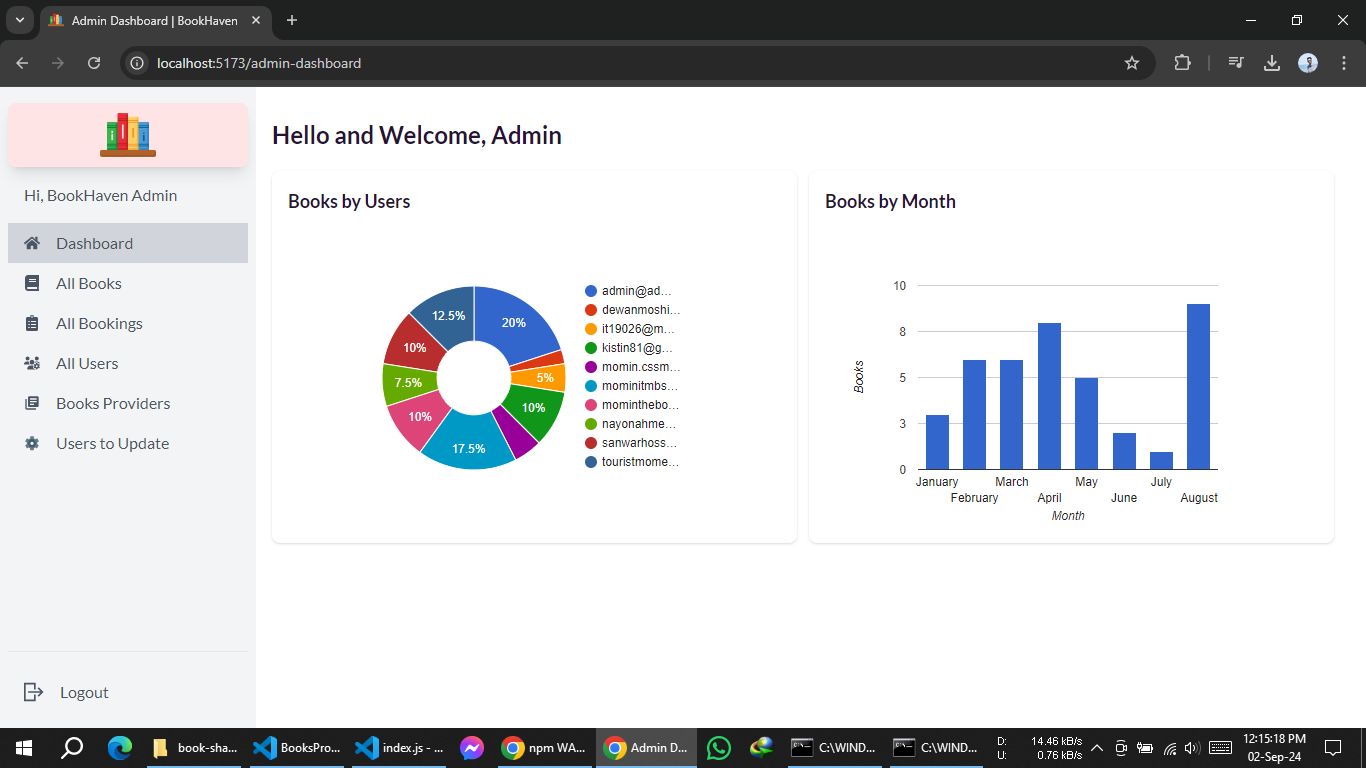 Admin Dashboard | BookHaven
localhost:5173/admin-dashboard
Hi, BookHaven Admin
Dashboard
All Books
All Bookings
All Users
Books Providers
Users to Update
Logout
Hello and Welcome, Admin
Books by Users
20%
5%
10%
17.5%
10%
7.5%
10%
12.5%
admin@ad...
dewanmoshi...
it19026@m...
kistin81@g...
momin.cssm...
mominitmbs...
mominthebo...
nayonahme...
sanwarhoss...
touristmome...
Books by Month
Books
10
8
5
3
0
January
February
March
April
May
June
July
August
Month
book-sha...
BooksPro...
index.js - ...
npm WA...
Admin D...
C:\WIND...
C:\WIND...
D: 14.46 kB/s
U: 0.76 kB/s
12:15:18 PM
02-Sep-24